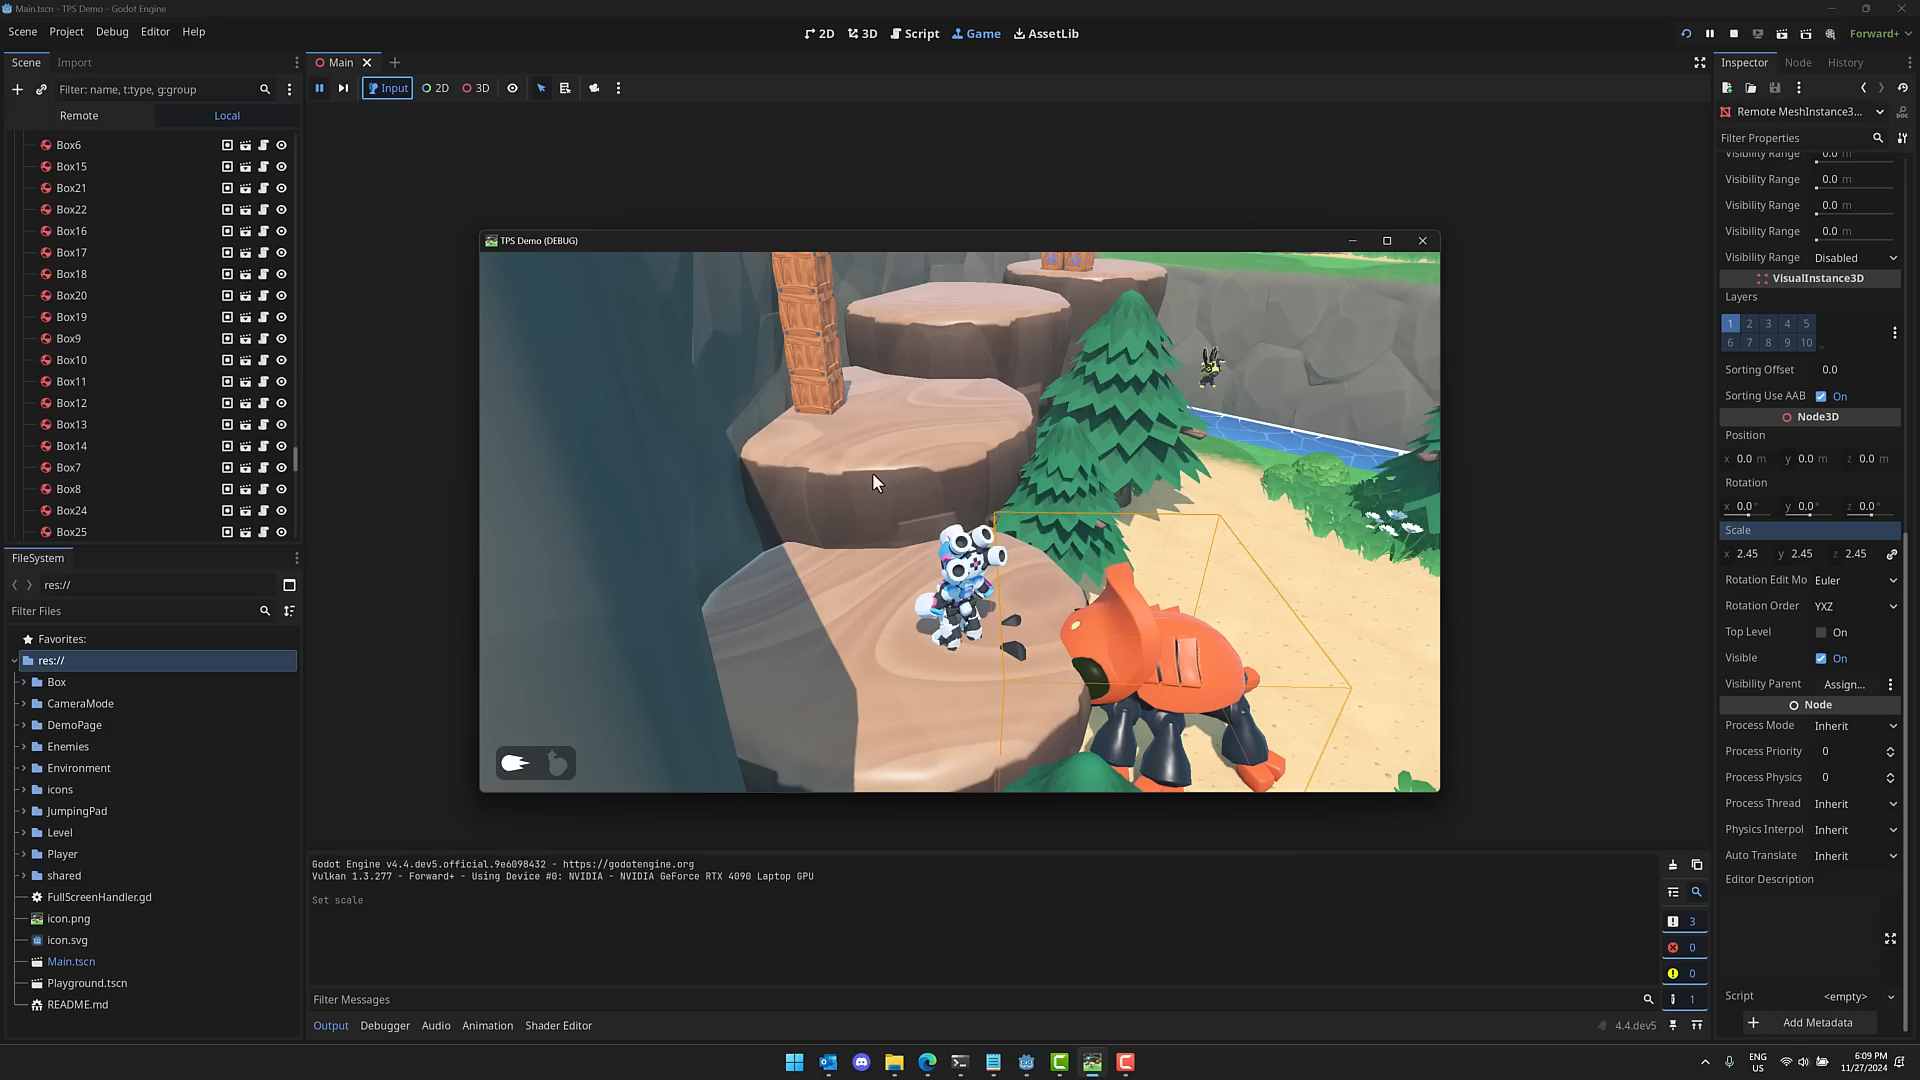 Main.tscn - TPS Demo - Godot Engine
Scene Project Debug Editor Help
2D 3D Script Game AssetLib
Forward+
Scene Import
Filter: name, t:type, g:group
Remote Local
Box6
Box15
Box21
Box22
Box16
Box17
Box18
Box20
Box19
Box9
Box10
Box11
Box12
Box13
Box14
Box7
Box8
Box24
Box25
FileSystem
res://
Filter Files
Favorites:
res://
Box
CameraMode
DemoPage
Enemies
Environment
icons
JumpingPad
Level
Player
shared
FullScreenHandler.gd
icon.png
icon.svg
Main.tscn
Playground.tscn
README.md
Main
Input 2D 3D
TPS Demo (DEBUG)
Godot Engine v4.4.dev5.official.9e6098432 - https://godotengine.org
Vulkan 1.3.277 - Forward+ - Using Device #0: NVIDIA - NVIDIA GeForce RTX 4090 Laptop GPU
Set scale
3
0
0
1
Filter Messages
Output Debugger Audio Animation Shader Editor
4.4.dev5
Inspector Node History
Remote MeshInstance3...
DOC
Filter Properties
Visibility Range 0.0 m
Visibility Range 0.0 m
Visibility Range 0.0 m
Visibility Range 0.0 m
Visibility Range Disabled
VisualInstance3D
Layers
1 2 3 4 5
6 7 8 9 10
Sorting Offset 0.0
Sorting Use AAB On
Node3D
Position
x 0.0 m y 0.0 m z 0.0 m
Rotation
x 0.0 ° y 0.0 ° z 0.0 °
Scale
x 2.45 y 2.45 z 2.45
Rotation Edit Mo Euler
Rotation Order YXZ
Top Level On
Visible On
Visibility Parent Assign...
Node
Process Mode Inherit
Process Priority 0
Process Physics 0
Process Thread Inherit
Physics Interpol Inherit
Auto Translate Inherit
Editor Description
Script <empty>
Add Metadata
ENG
US
6:09 PM
11/27/2024